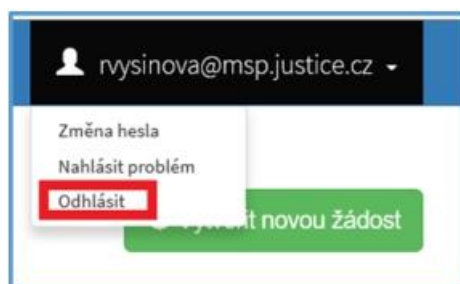 rvysinova@msp.justice.cz
Změna hesla
Nahlásit problém
Odhlásit
novou žádost